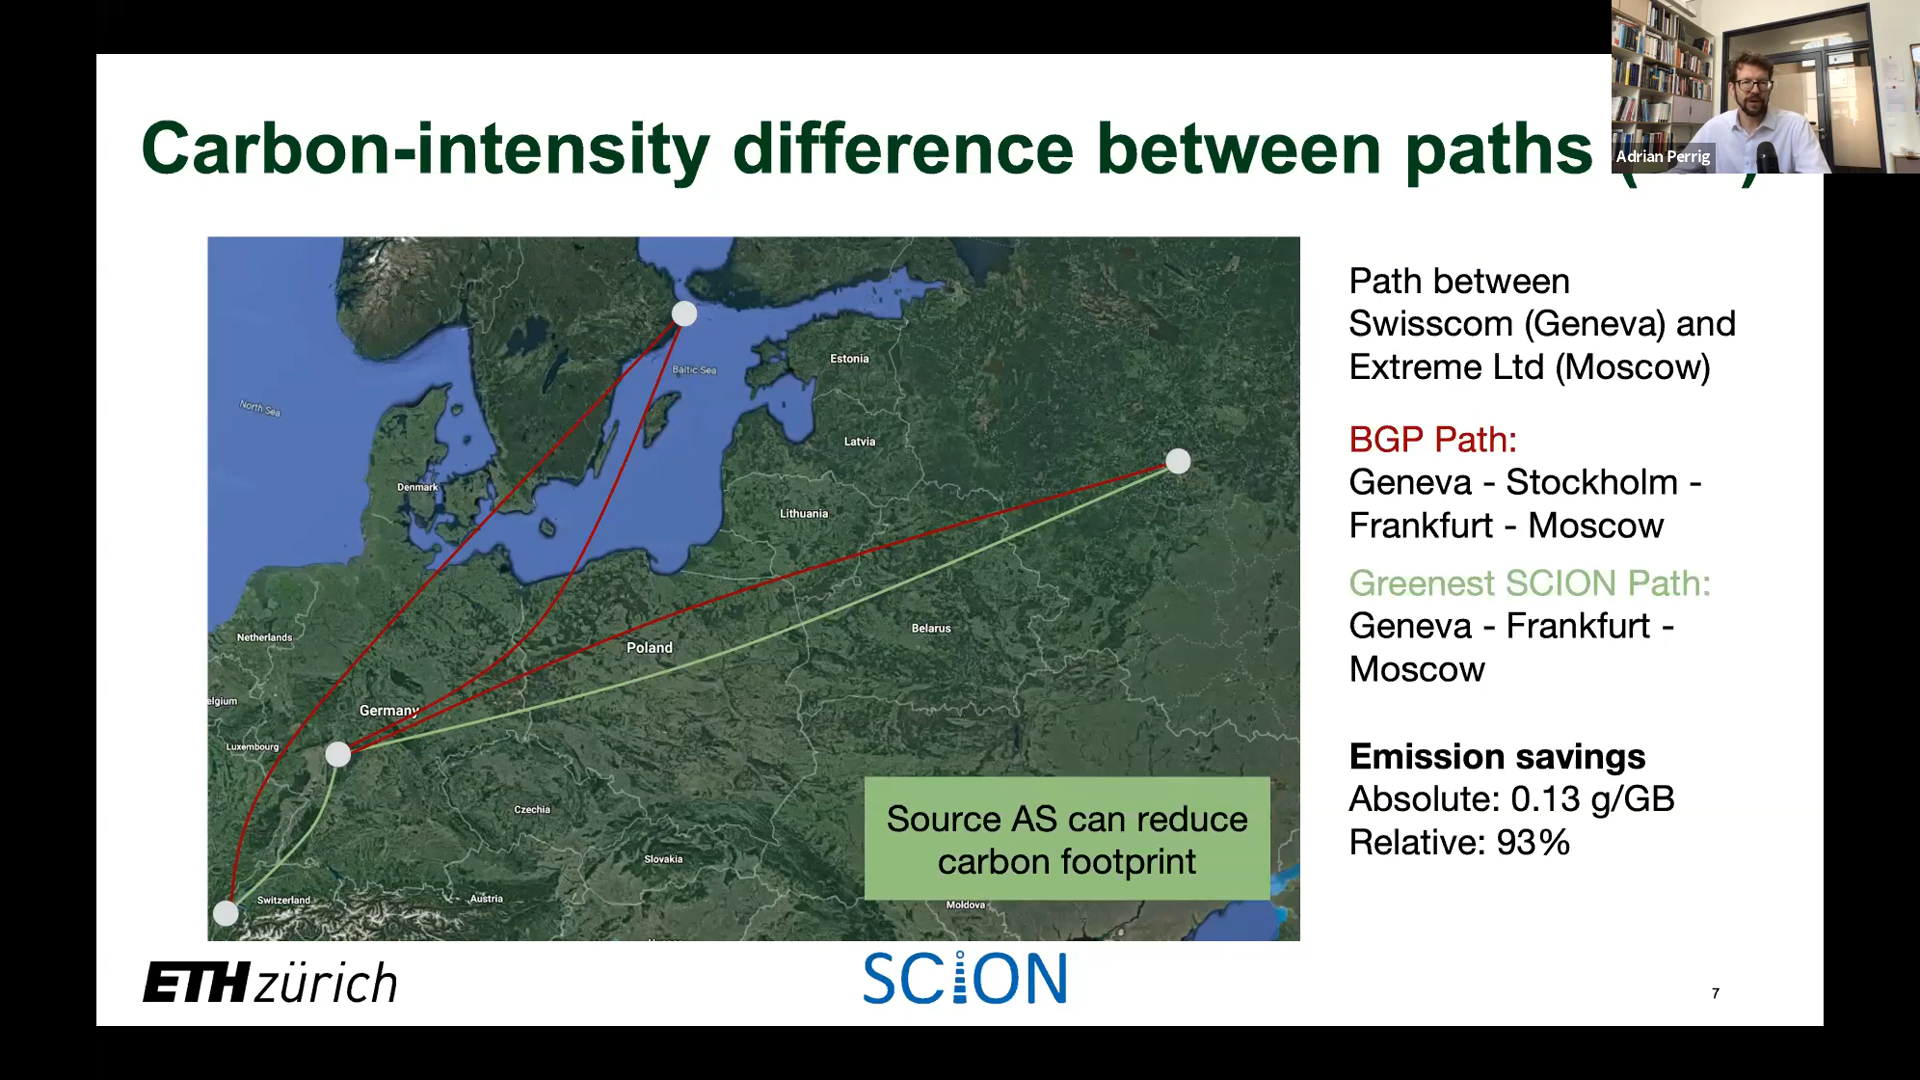 Carbon-intensity difference between paths
Adrian Perrig
Path between
Swisscom (Geneva) and
Extreme Ltd (Moscow)
BGP Path:
Geneva - Stockholm -
Frankfurt - Moscow
Greenest SCION Path:
Geneva - Frankfurt -
Moscow
Emission savings
Absolute: 0.13 g/GB
Relative: 93%
Estonia
Baltic Sea
North Sea
Latvia
Denmark
Lithuania
Netherlands
Belarus
Poland
elgium
Germany
Luxembourg
Czechia
Source AS can reduce
carbon footprint
Slovakia
Switzerland
Austria
Moldova
ETH zürich
SCION
7